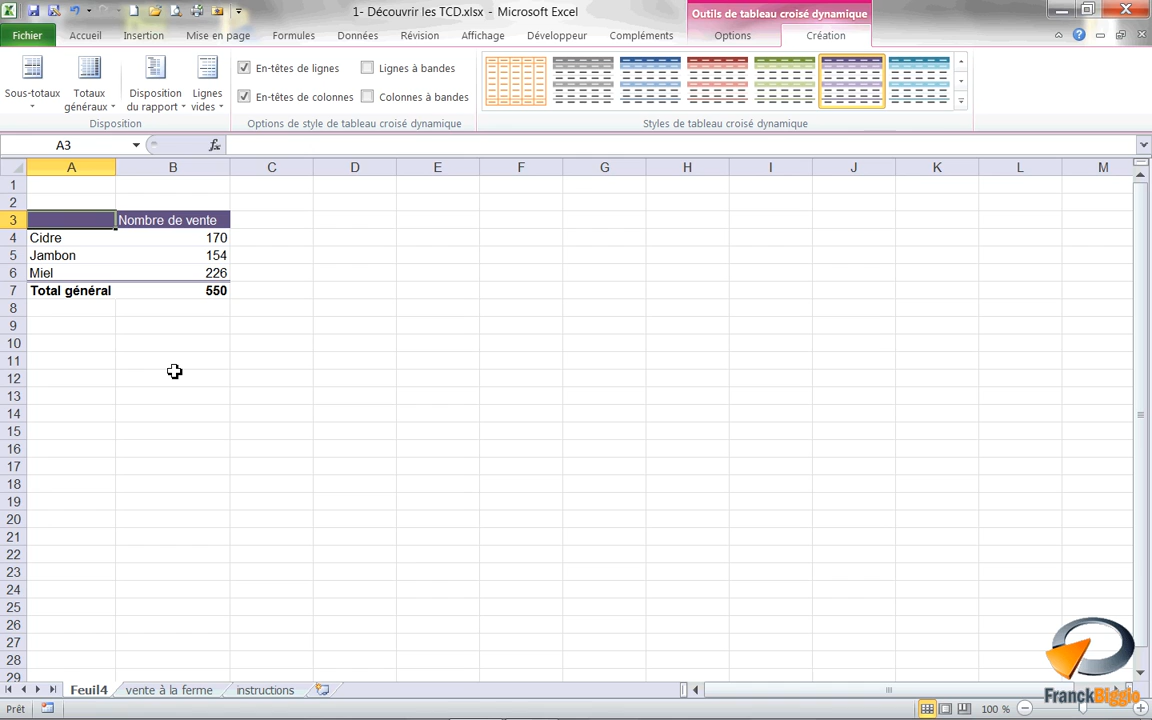 1- Découvrir les TCD.xlsx - Microsoft Excel
Outils de tableau croisé dynamique
Fichier Accueil Insertion Mise en page Formules Données Révision Affichage Développeur Compléments Options Création
Sous-totaux
Totaux
généraux
Disposition
du rapport
Lignes
vides
En-têtes de lignes Lignes à bandes
En-têtes de colonnes Colonnes à bandes
Disposition Options de style de tableau croisé dynamique Styles de tableau croisé dynamique
A3 fx
A B C D E F G H I J K L M
1
2
3 Nombre de vente
4 Cidre 170
5 Jambon 154
6 Miel 226
7 Total général 550
8
9
10
11
12
13
14
15
16
17
18
19
20
21
22
23
24
25
26
27
28
29
Feuil4 vente à la ferme instructions
FranckBiggio
Prêt 100 %